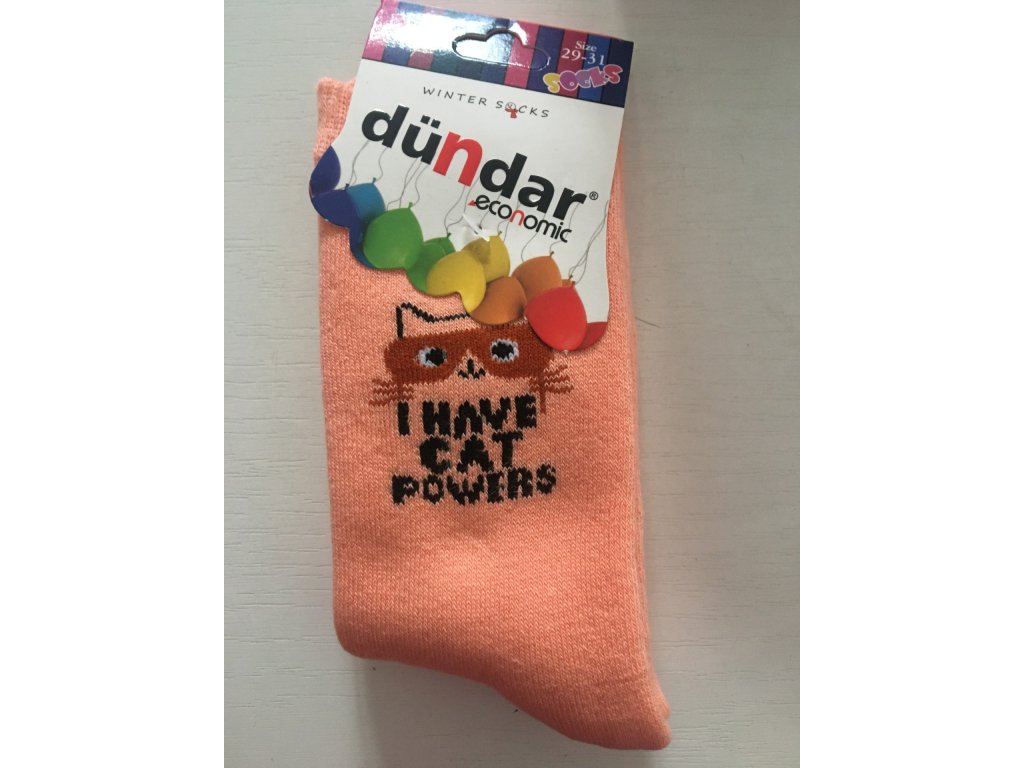 Size
29-31
SOCKS
WINTER SOCKS
dündar®
economic
I HAVE
CAT
POWERS